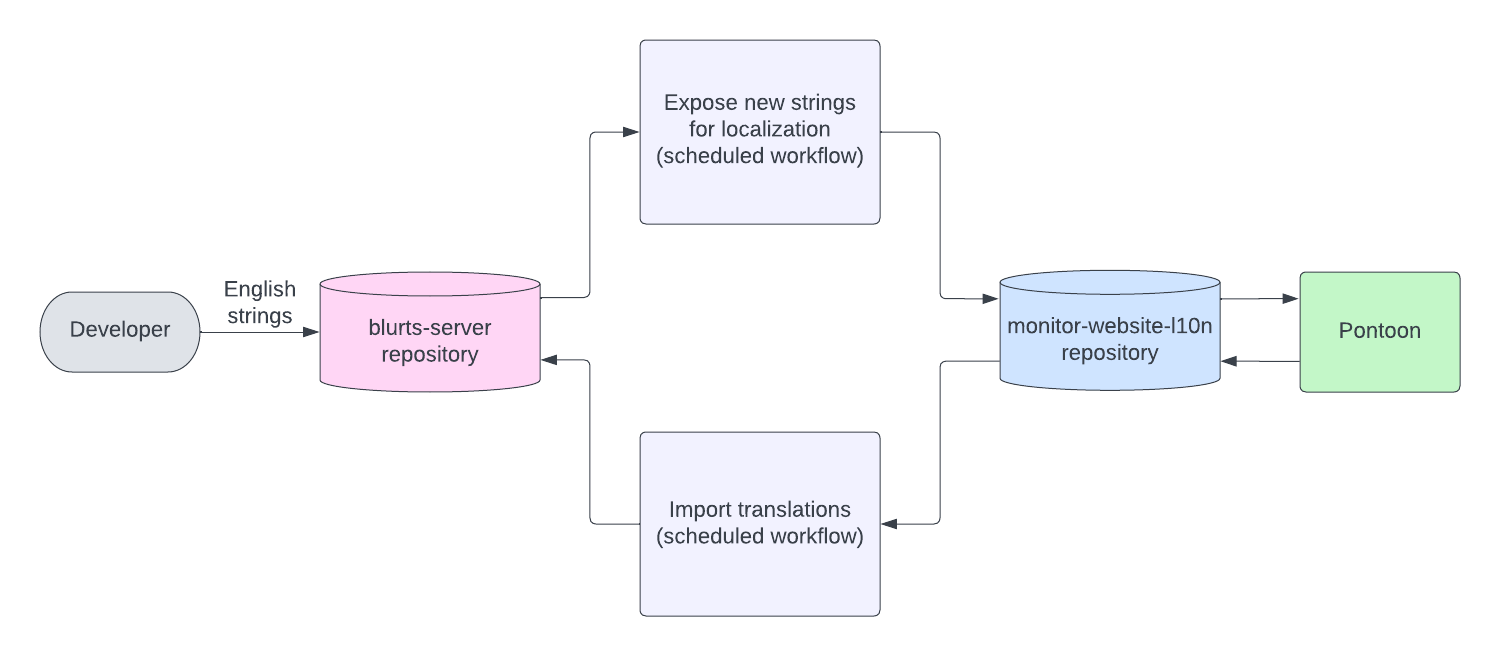 Expose new strings
for localization
(scheduled workflow)
English
strings
Developer
blurts-server
repository
monitor-website-l10n
repository
Pontoon
Import translations
(scheduled workflow)